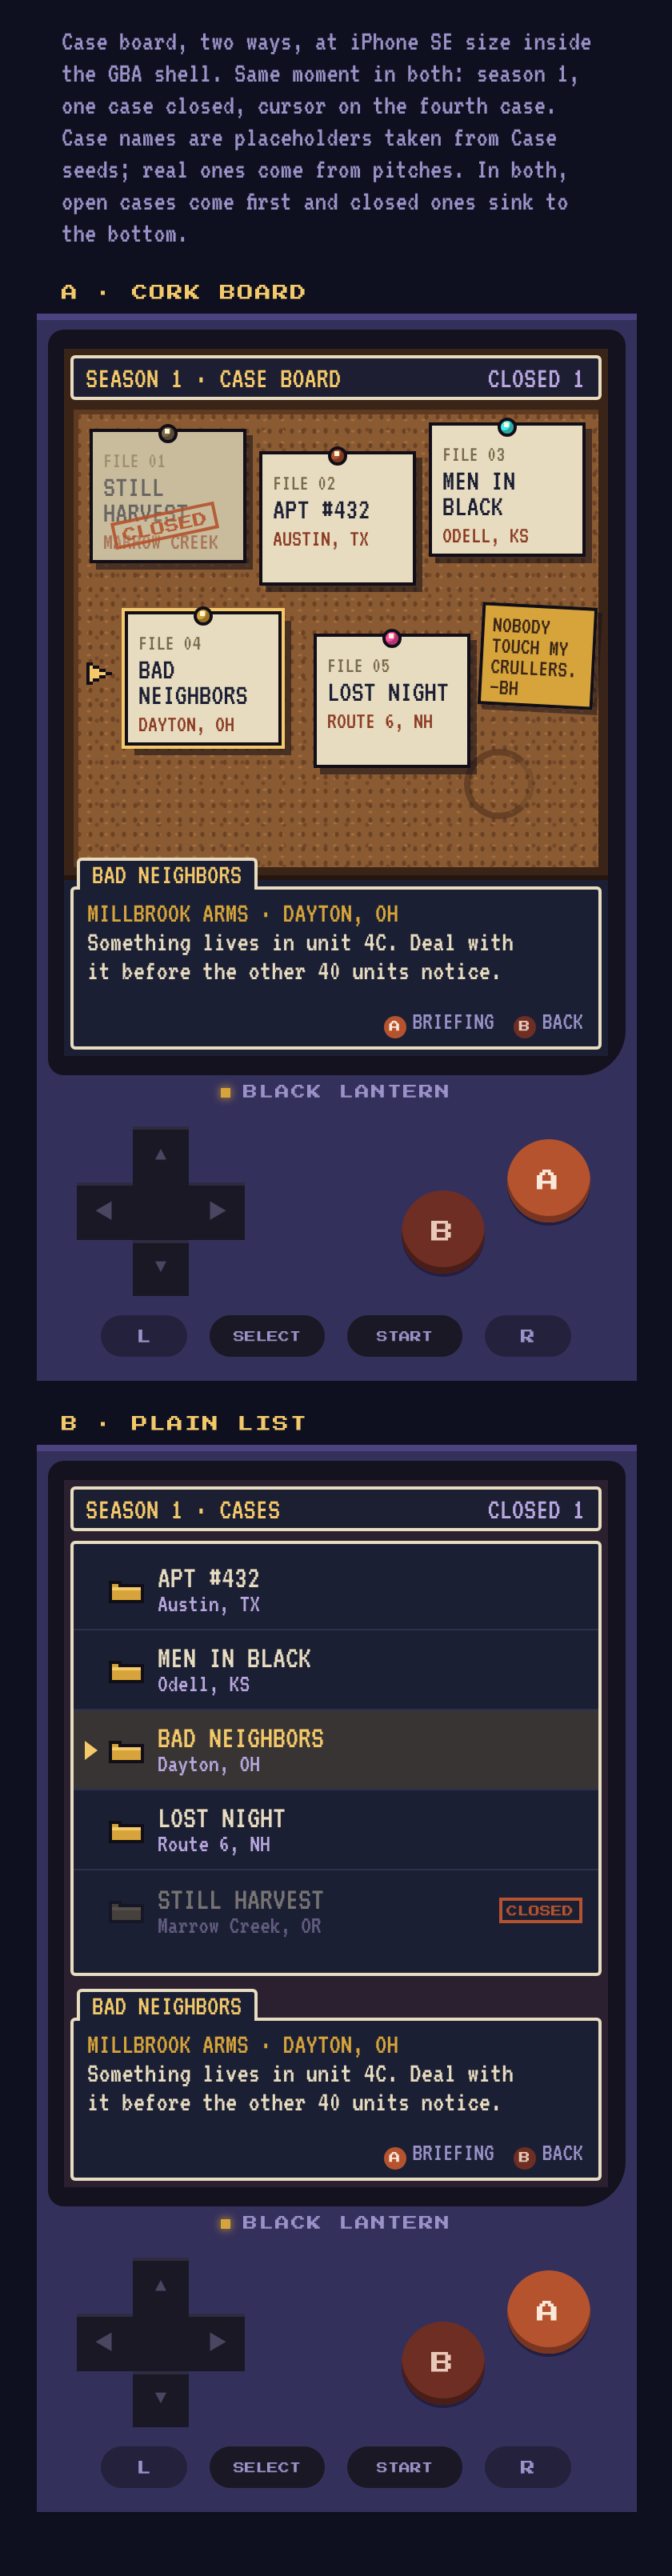 Case board, two ways, at iPhone SE size inside
the GBA shell. Same moment in both: season 1,
one case closed, cursor on the fourth case.
Case names are placeholders taken from Case
seeds; real ones come from pitches. In both,
open cases come first and closed ones sink to
the bottom.
A · CORK BOARD
SEASON 1 · CASE BOARD
CLOSED 1
FILE 01
STILL
HARVEST
MARROW CREEK
CLOSED
FILE 02
APT #432
AUSTIN, TX
FILE 03
MEN IN
BLACK
ODELL, KS
FILE 04
BAD
NEIGHBORS
DAYTON, OH
FILE 05
LOST NIGHT
ROUTE 6, NH
NOBODY
TOUCH MY
CRULLERS.
—BH
BAD NEIGHBORS
MILLBROOK ARMS · DAYTON, OH
Something lives in unit 4C. Deal with
it before the other 40 units notice.
A BRIEFING B BACK
BLACK LANTERN
A
B
L SELECT START R
B · PLAIN LIST
SEASON 1 · CASES
CLOSED 1
APT #432
Austin, TX
MEN IN BLACK
Odell, KS
BAD NEIGHBORS
Dayton, OH
LOST NIGHT
Route 6, NH
STILL HARVEST
Marrow Creek, OR
CLOSED
BAD NEIGHBORS
MILLBROOK ARMS · DAYTON, OH
Something lives in unit 4C. Deal with
it before the other 40 units notice.
A BRIEFING B BACK
BLACK LANTERN
A
B
L SELECT START R